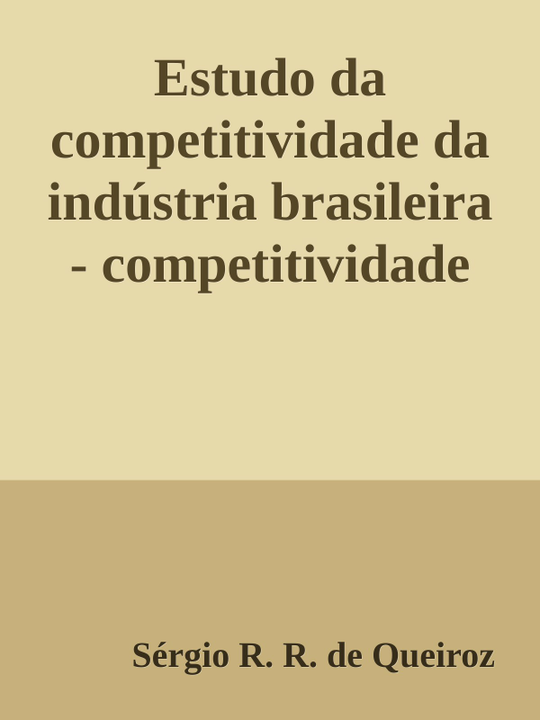 Estudo da
competitividade da
indústria brasileira
- competitividade
Sérgio R. R. de Queiroz